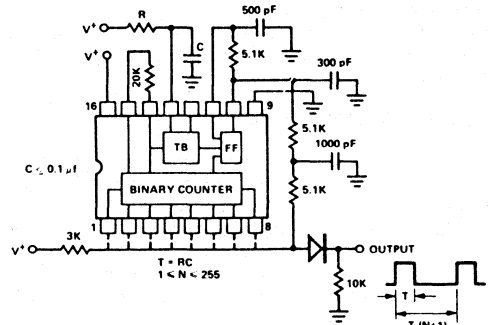 R
500 pF
V+
C
5.1K
300 pF
V+
20K
16
9
5.1K
TB
FF
1000 pF
C ≤ 0.1 μf
BINARY COUNTER
5.1K
1
8
3K
V+
T = RC
1 ≤ N ≤ 255
OUTPUT
10K
T
T (N+1)